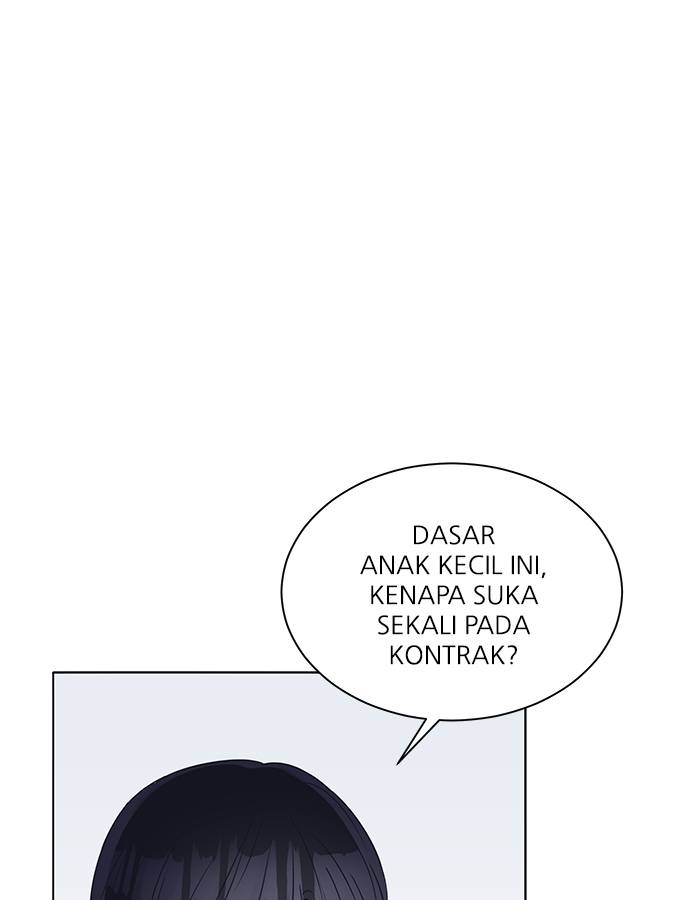 DASAR
ANAK KECIL INI,
KENAPA SUKA
SEKALI PADA
KONTRAK?